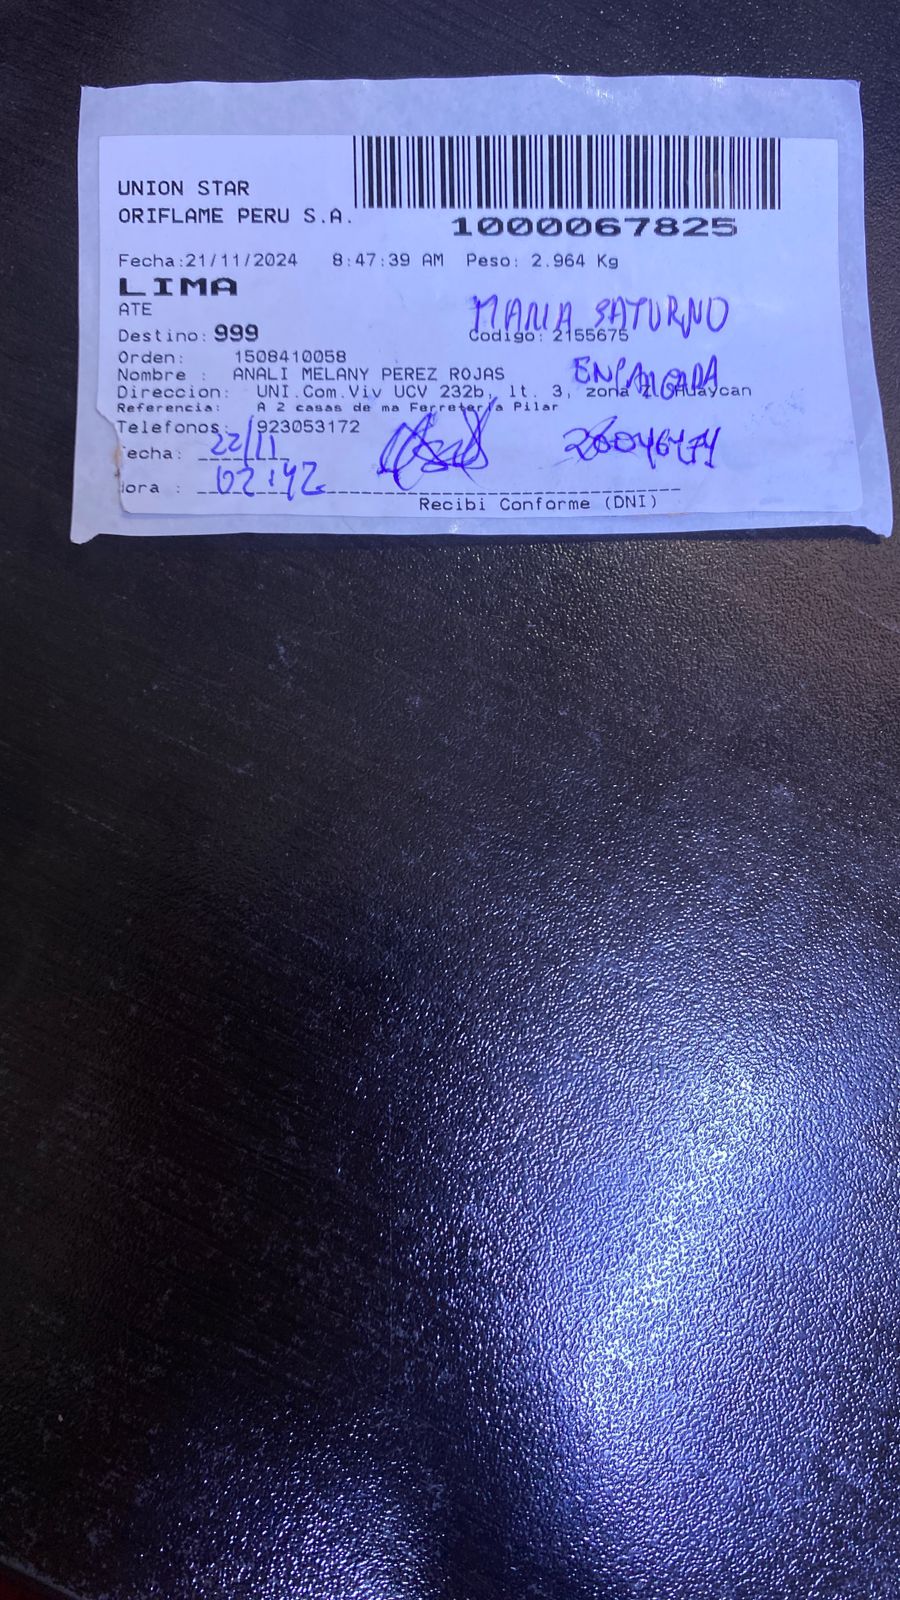 UNION STAR
ORIFLAME PERU S.A.
1000067825
Fecha:21/11/2024 8:47:39 AM Peso: 2.964 Kg
LIMA
ATE
MARIA SATURNO
Destino: 999 Codigo: 2155675
Orden: 1508410058
Nombre : ANALI MELANY PEREZ ROJAS
Direccion: UNI.Com.Viv UCV 232b, lt. 3, zona Huaycan
Referencia: A 2 casas de ma Ferreteria Pilar
Telefonos: 923053172
echa: 22/11
ora : 02:42
Recibi Conforme (DNI)